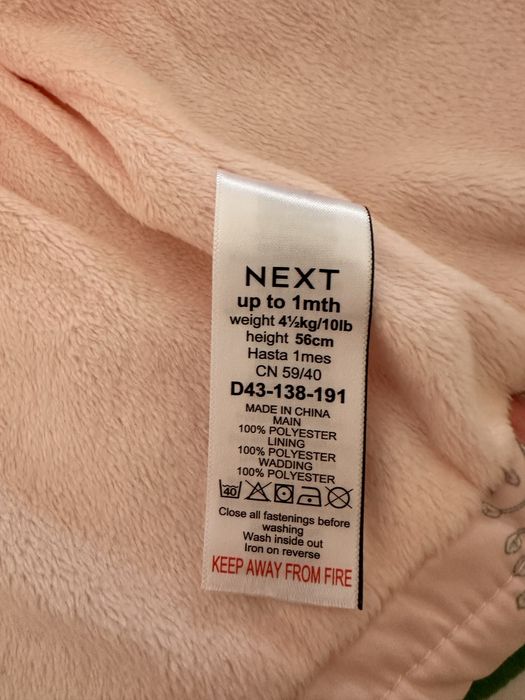 NEXT
up to 1mth
weight 4½kg/10lb
height 56cm
Hasta 1mes
CN 59/40
D43-138-191
MADE IN CHINA
MAIN
100% POLYESTER
LINING
100% POLYESTER
WADDING
100% POLYESTER
40
Close all fastenings before
washing
Wash inside out
Iron on reverse
KEEP AWAY FROM FIRE